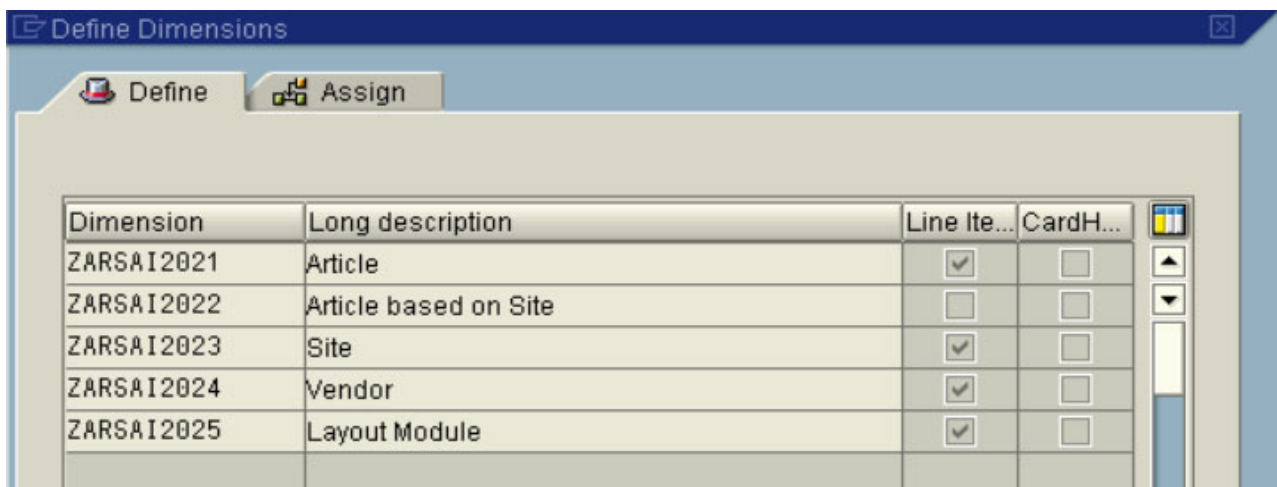 Define Dimensions
Define Assign
Dimension Long description Line Ite... CardH...
ZARSAI2021 Article
ZARSAI2022 Article based on Site
ZARSAI2023 Site
ZARSAI2024 Vendor
ZARSAI2025 Layout Module